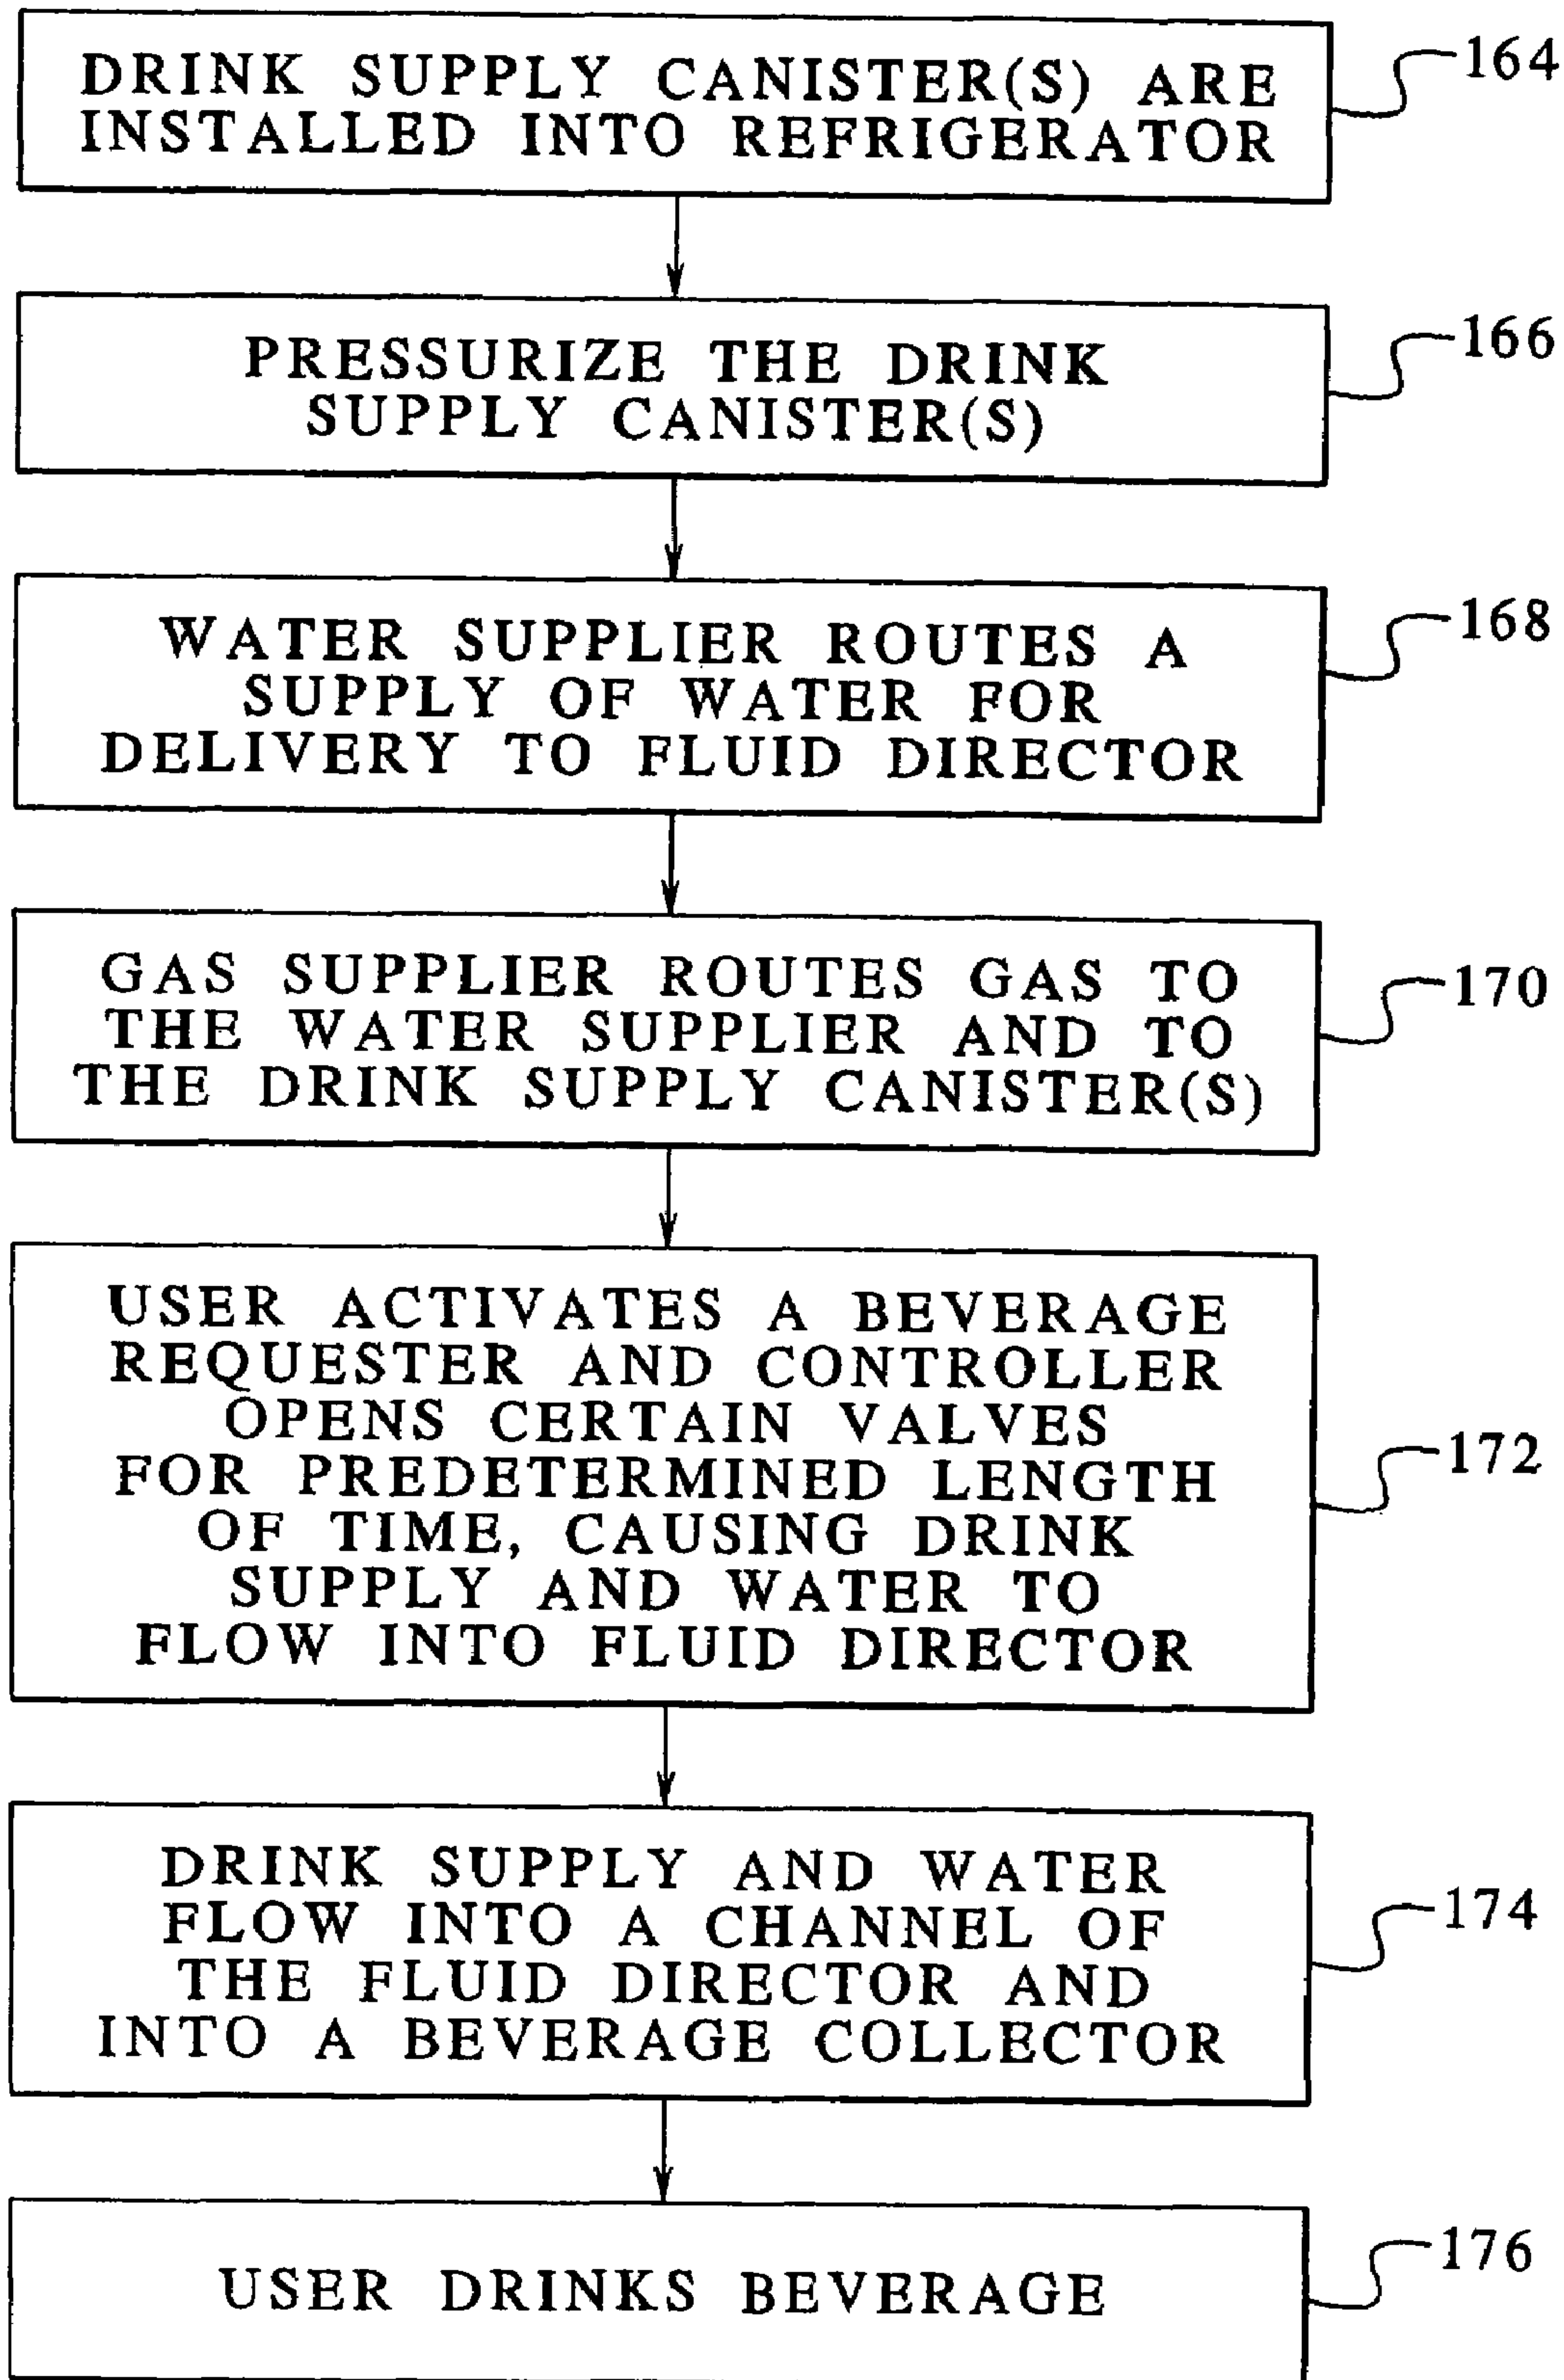 DRINK SUPPLY CANISTER(S) ARE
INSTALLED INTO REFRIGERATOR
164
PRESSURIZE THE DRINK
SUPPLY CANISTER(S)
166
WATER SUPPLIER ROUTES A
SUPPLY OF WATER FOR
DELIVERY TO FLUID DIRECTOR
168
GAS SUPPLIER ROUTES GAS TO
THE WATER SUPPLIER AND TO
THE DRINK SUPPLY CANISTER(S)
170
USER ACTIVATES A BEVERAGE
REQUESTER AND CONTROLLER
OPENS CERTAIN VALVES
FOR PREDETERMINED LENGTH
OF TIME, CAUSING DRINK
SUPPLY AND WATER TO
FLOW INTO FLUID DIRECTOR
172
DRINK SUPPLY AND WATER
FLOW INTO A CHANNEL OF
THE FLUID DIRECTOR AND
INTO A BEVERAGE COLLECTOR
174
USER DRINKS BEVERAGE
176